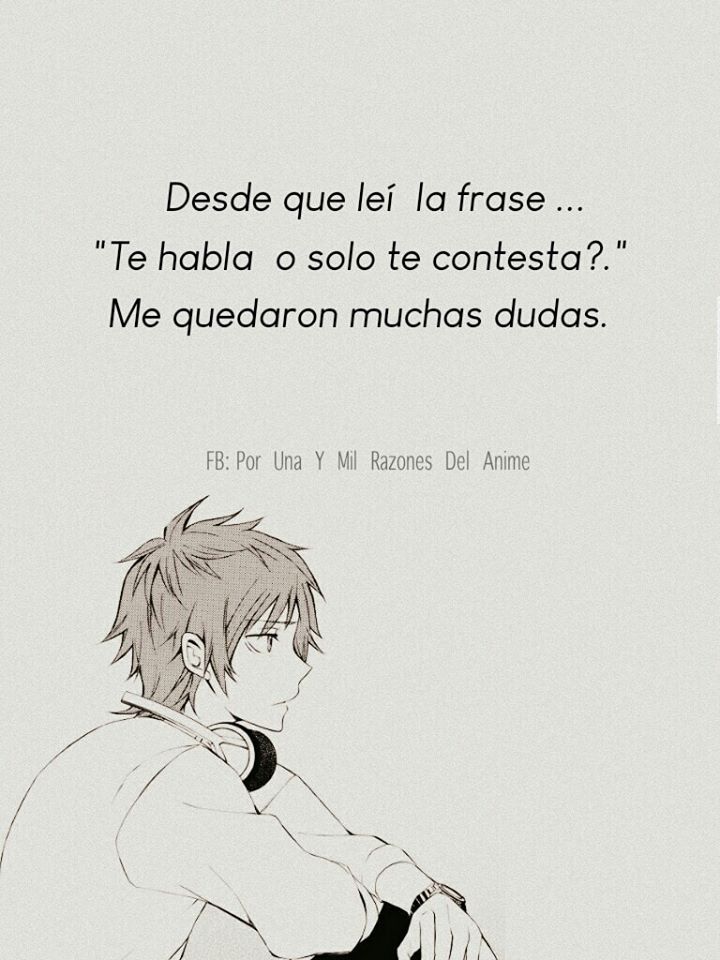 Desde que leí la frase ...
"Te habla o solo te contesta?."
Me quedaron muchas dudas.
FB: Por Una Y Mil Razones Del Anime